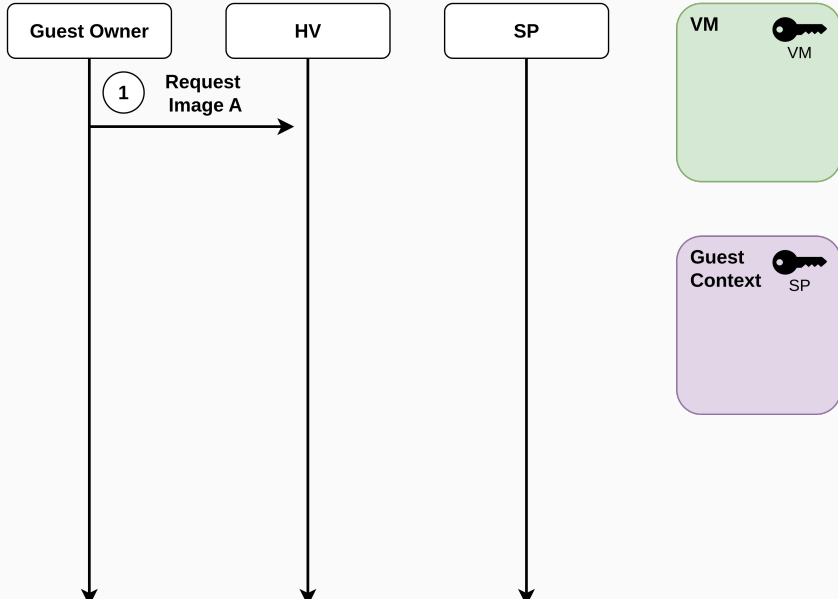 Guest Owner
HV
SP
VM
VM
1
Request
Image A
Guest
Context
SP